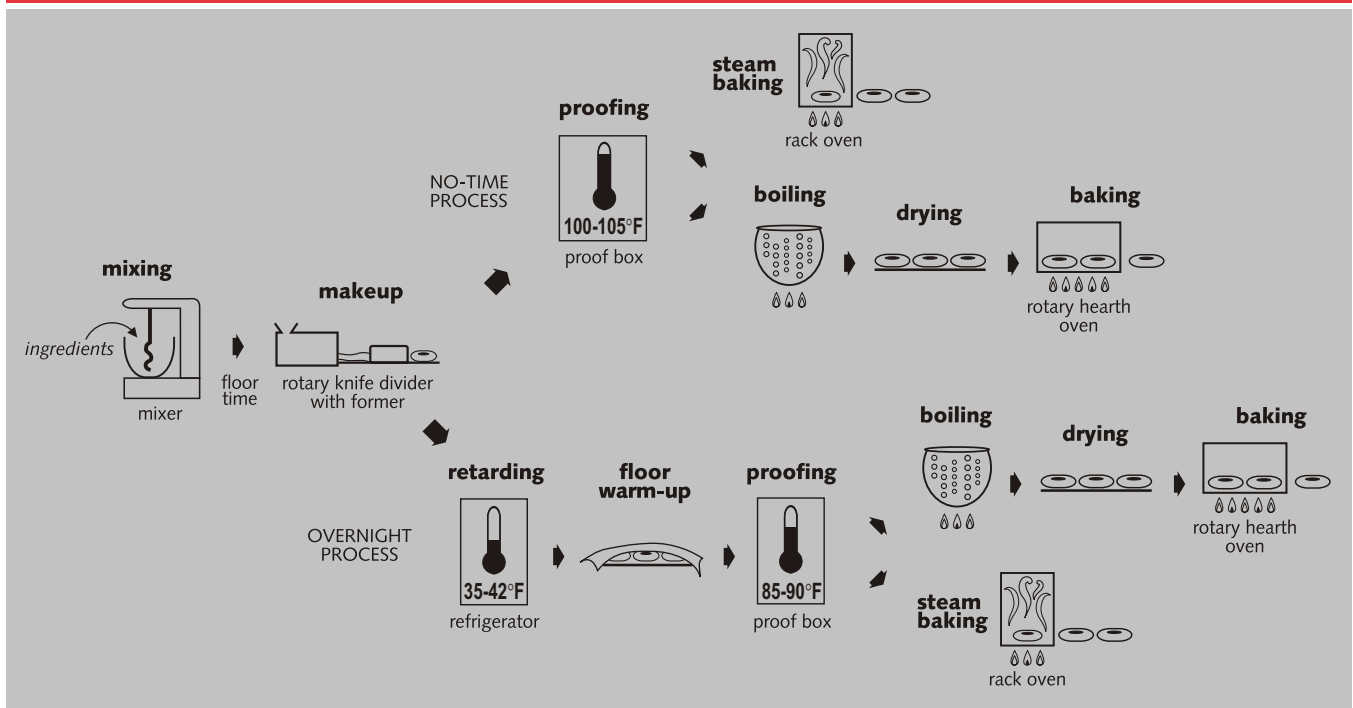 steam
baking
rack oven
proofing
NO-TIME
PROCESS
100-105°F
proof box
boiling
drying
baking
rotary hearth
oven
mixing
ingredients
mixer
floor
time
makeup
rotary knife divider
with former
OVERNIGHT
PROCESS
retarding
35-42°F
refrigerator
floor
warm-up
proofing
85-90°F
proof box
boiling
drying
baking
rotary hearth
oven
steam
baking
rack oven